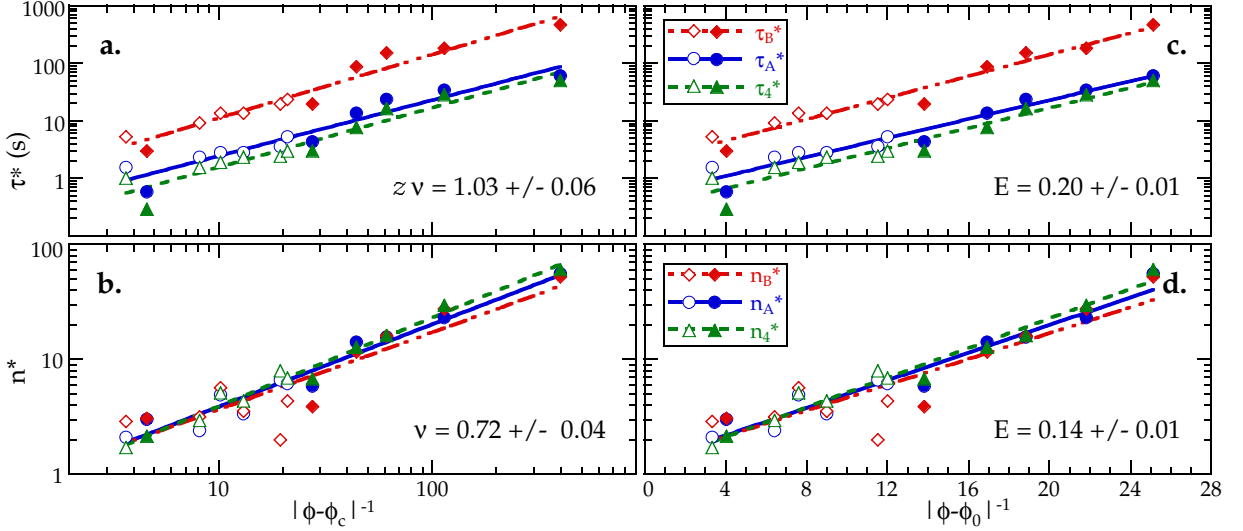 1000
100
10
1
τ* (s)
a.
z ν = 1.03 +/- 0.06
τB*
τA*
τ4*
c.
E = 0.20 +/- 0.01
100
10
1
n*
b.
ν = 0.72 +/- 0.04
nB*
nA*
n4*
d.
E = 0.14 +/- 0.01
10
100
0
4
8
12
16
20
24
28
|ϕ-ϕc|-1
|ϕ-ϕ0|-1